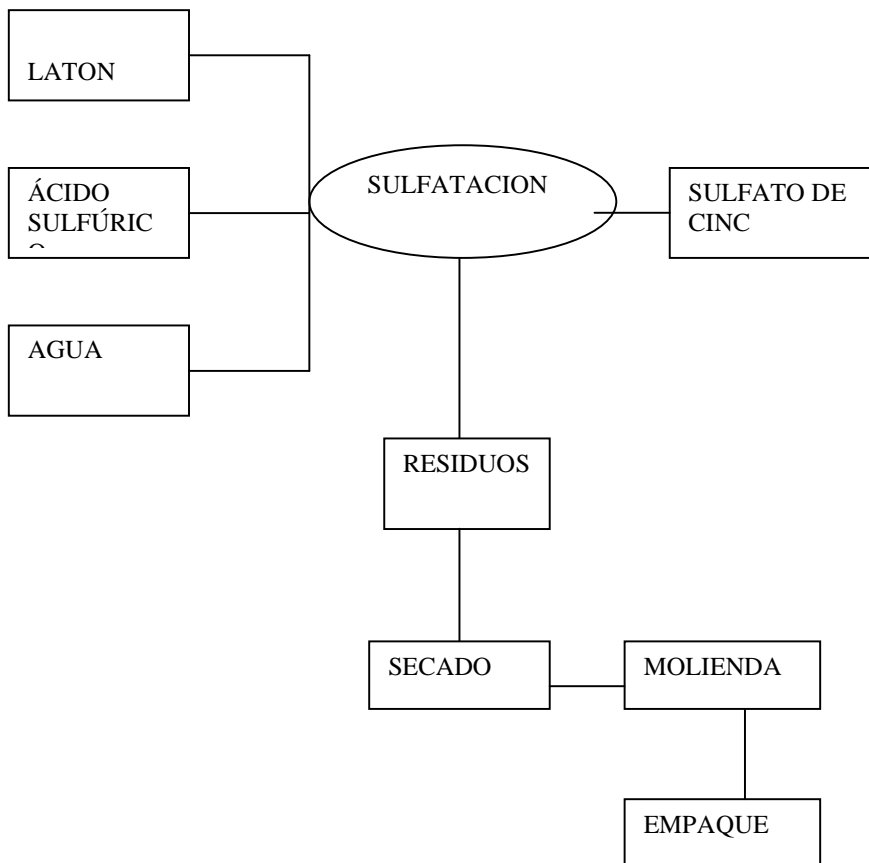 LATON
SULFATACION
SULFATO DE
CINC
ÁCIDO
SULFÚRIC
AGUA
RESIDUOS
SECADO
MOLIENDA
EMPAQUE